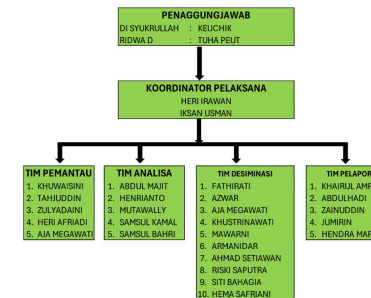 PENAGGUNGJAWAB
DI SYUKRULLAH : KEUCHIK
RIDWA D : TUHA PEUT
KOORDINATOR PELAKSANA
HERI IRAWAN
IKSAN USMAN
TIM PEMANTAU
1. KHUWAISINI
2. TAHJUDDIN
3. ZULYADAINI
4. HERI AFRIADI
5. AJA MEGAWATI
TIM ANALISA
1. ABDUL MAJIT
2. HENRIANTO
3. MUTAWALLY
4. SAMSUL KAMAL
5. SAMSUL BAHRI
TIM DESIMINASI
1. FATHIRATI
2. AZWAR
3. AJA MEGAWATI
4. KHUSTRINAWATI
5. MAWARNI
6. ARMANIDAR
7. AHMAD SETIAWAN
8. RISKI SAPUTRA
9. SITI BAHAGIA
10. HEMA SAFRIANI
TIM PELAPOR
1. KHAIRUL
2. ABDULHADI
3. ZAINUDDIN
4. JUMIRIN
5. HENDRA